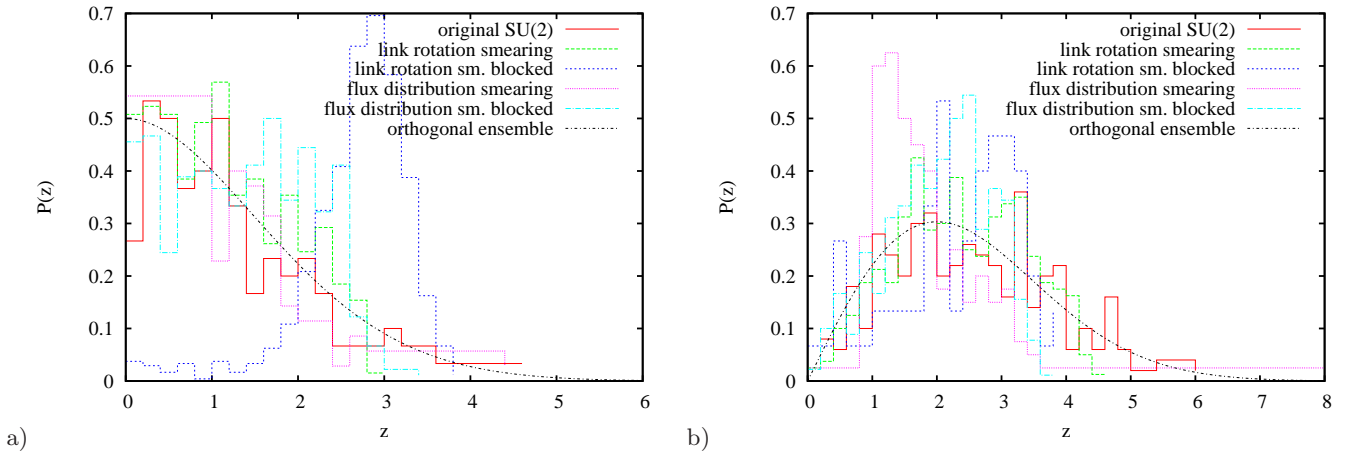 0.7
0.6
0.5
0.4
0.3
0.2
0.1
0
P(z)
original SU(2)
link rotation smearing
link rotation sm. blocked
flux distribution smearing
flux distribution sm. blocked
orthogonal ensemble
0 1 2 3 4 5 6
z
a)
0.7
0.6
0.5
0.4
0.3
0.2
0.1
0
P(z)
original SU(2)
link rotation smearing
link rotation sm. blocked
flux distribution smearing
flux distribution sm. blocked
orthogonal ensemble
0 1 2 3 4 5 6 7 8
z
b)